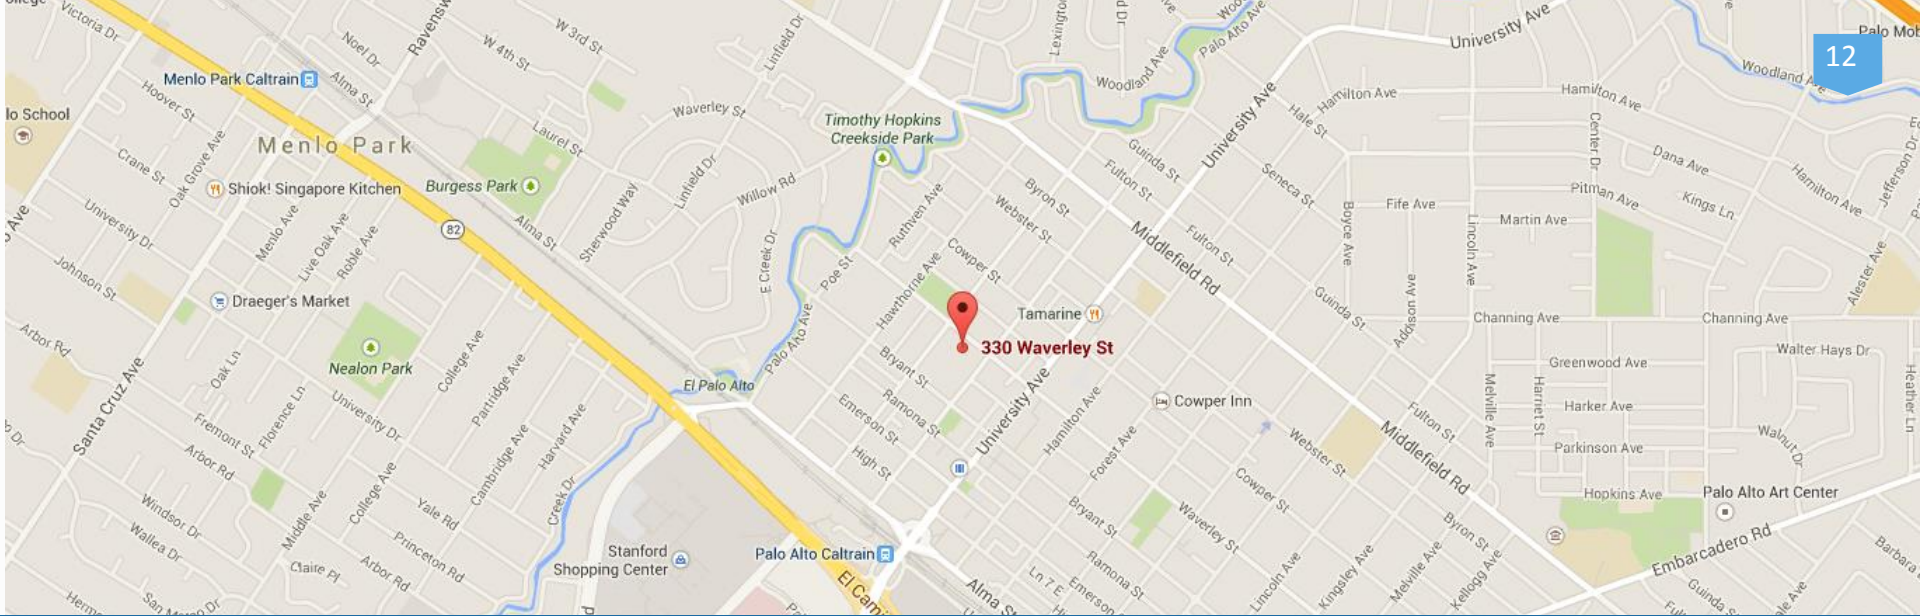 Victoria Dr
Noel Dr
Alma St
W 4th St
W 3rd St
Linfield Dr
Palo Alto Ave
Woodland Ave
University Ave
12
Menlo Park Caltrain
Hoover St
Waverley St
Timothy Hopkins
Creekside Park
University Ave
Hamilton Ave
Hale St
Hamilton Ave
Center Dr
lo School
Menlo Park
Crane St
Oak Grove Ave
Laurel St
Burgess Park
Shiok! Singapore Kitchen
Linfield Dr
Willow Rd
Guinda St
Fulton St
Seneca St
Dana Ave
Hamilton Ave
Jefferson Dr
University Dr
Menlo Ave
Live Oak Ave
Roble Ave
82
Alma St
Sherwood Way
E Creek Dr
Ruthven Ave
Byron St
Webster St
Cowper St
Middlefield Rd
Fulton St
Boyce Ave
Fife Ave
Lincoln Ave
Martin Ave
Pitman Ave
Kings Ln
Alester Ave
Johnson St
Draeger's Market
Poe St
Hawthorne Ave
Palo Alto Ave
Tamarine
330 Waverley St
Guinda St
Addison Ave
Channing Ave
Channing Ave
Arbor Rd
Nealon Park
Oak Ln
College Ave
Partridge Ave
El Palo Alto
Bryant St
Ramona St
Emerson St
High St
University Ave
Hamilton Ave
Forest Ave
Cowper Inn
Greenwood Ave
Walter Hays Dr
Heather Ln
Melville Ave
Harriet St
Harker Ave
Parkinson Ave
Hopkins Ave
Walnut Dr
Santa Cruz Ave
Fremont St
Florence Ln
University Dr
Arbor Rd
Cambridge Ave
Harvard Ave
Creek Dr
Webster St
Cowper St
Fulton St
Middlefield Rd
Palo Alto Art Center
Embarcadero Rd
Windsor Dr
Wallea Dr
Middle Ave
College Ave
Yale Rd
Princeton Rd
Arbor Rd
Claire Pl
Stanford
Shopping Center
Palo Alto Caltrain
Bryant St
Waverley St
Ramona St
Byron St
Lincoln Ave
Kingsley Ave
Melville Ave
Kellogg Ave
Ln 7 E
Alma St
Emerson
Guinda S
Barbara